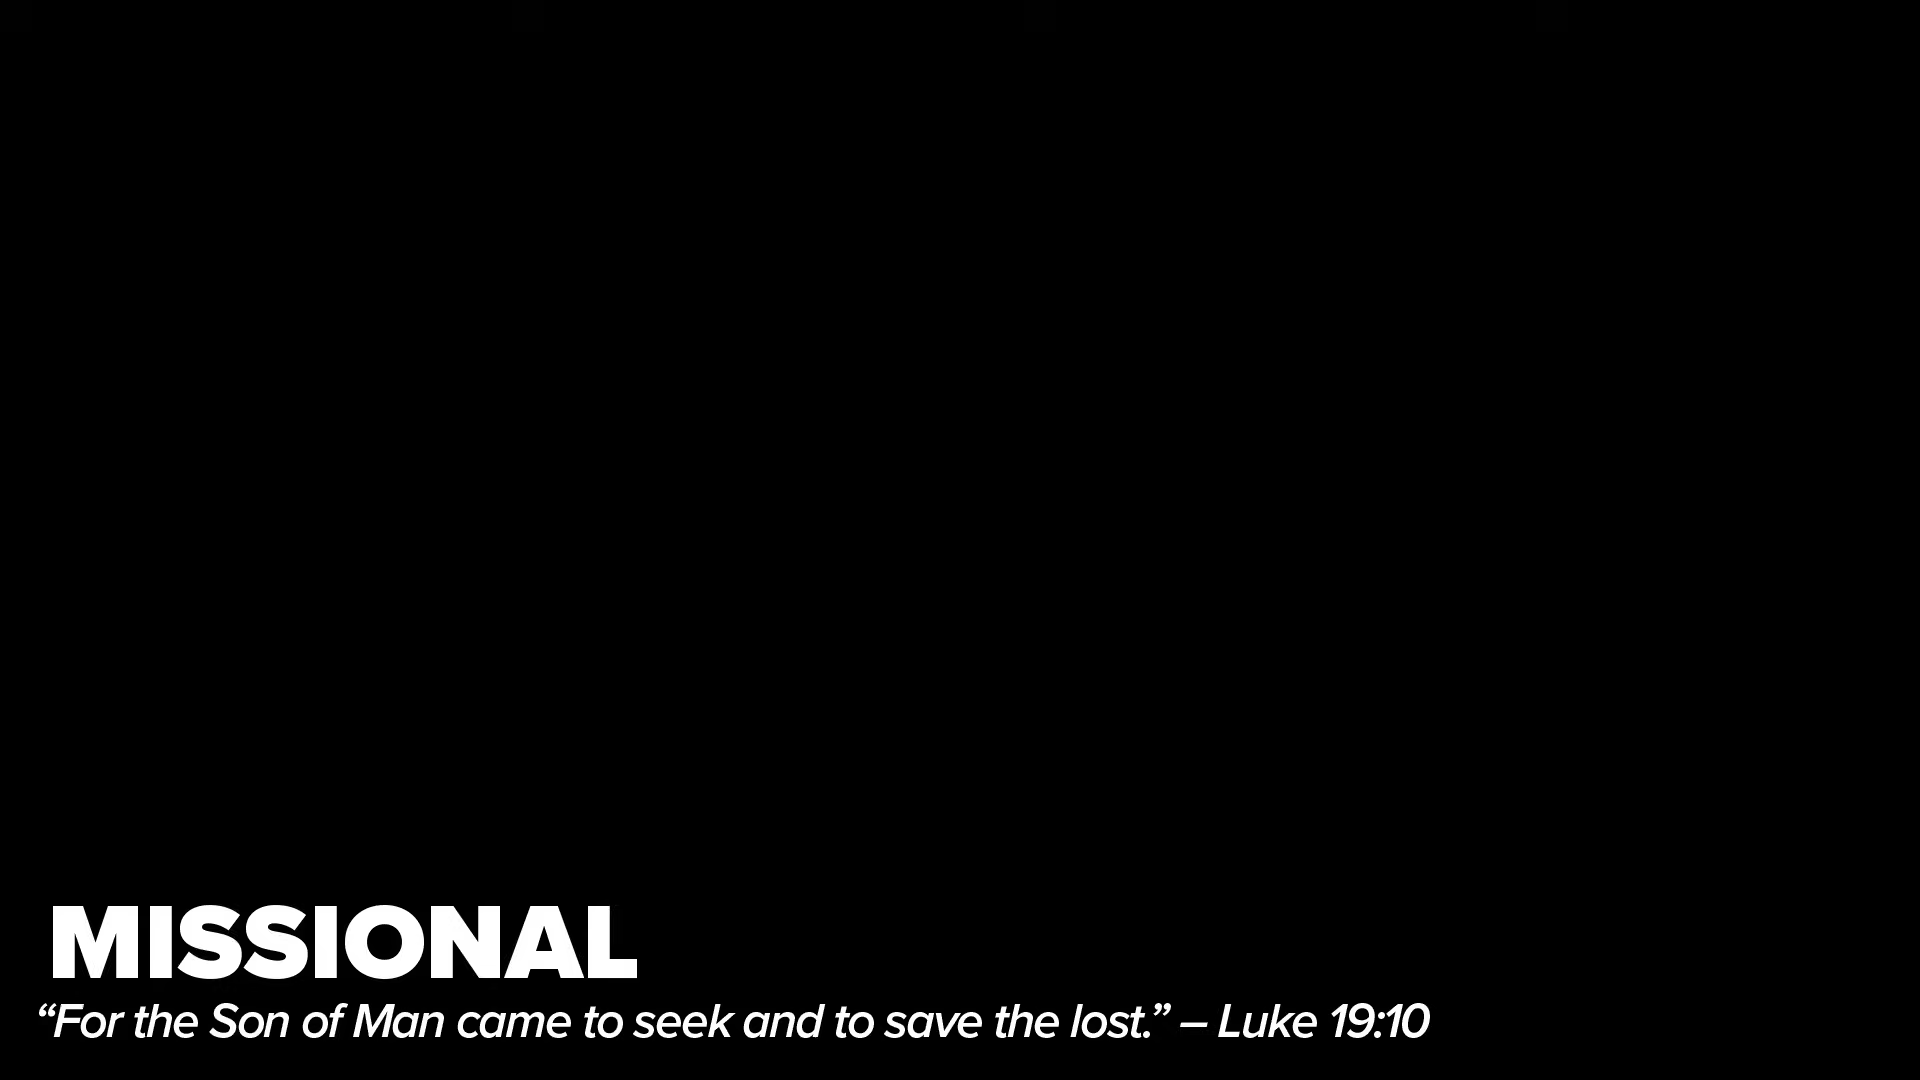 MISSIONAL
“For the Son of Man came to seek and to save the lost.” – Luke 19:10